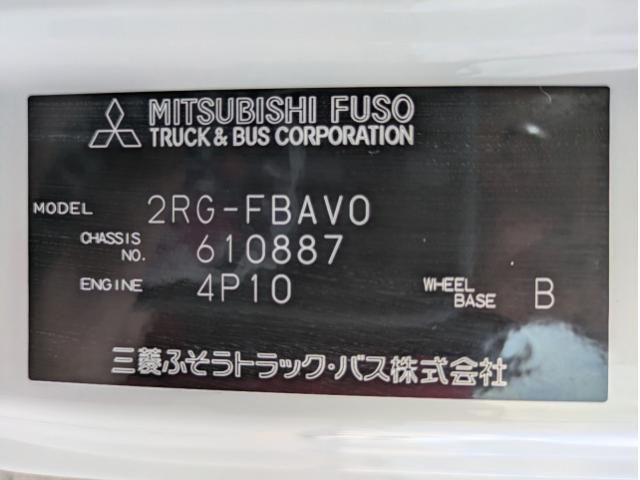 MITSUBISHI FUSO
TRUCK & BUS CORPORATION
MODEL 2RG-FBAV0
CHASSIS NO. 610887
ENGINE 4P10 WHEEL BASE B
三菱ふそうトラック・バス株式会社